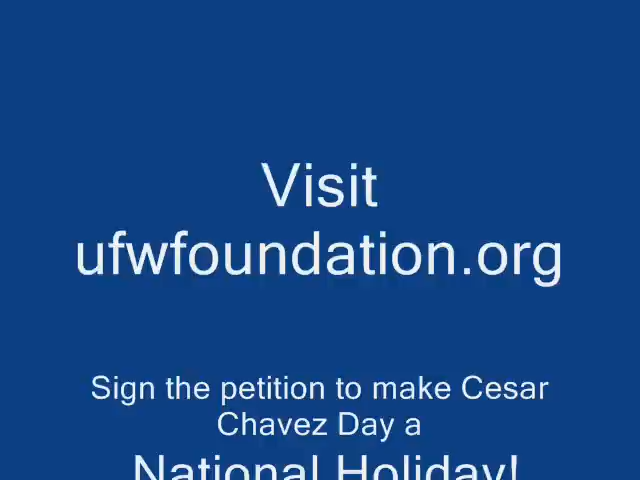 Visit
ufwfoundation.org
Sign the petition to make Cesar
Chavez Day a
National Holiday!